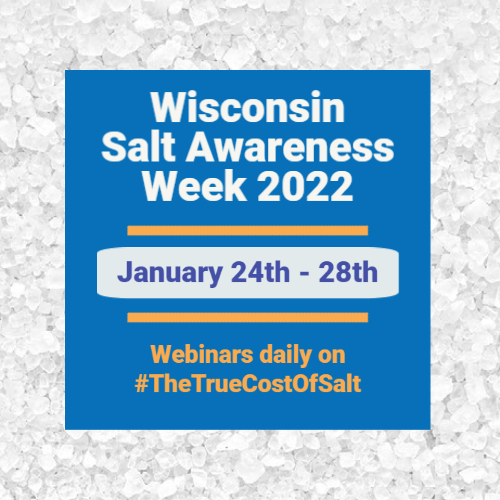 Wisconsin
Salt Awareness
Week 2022
January 24th - 28th
Webinars daily on
#TheTrueCostOfSalt